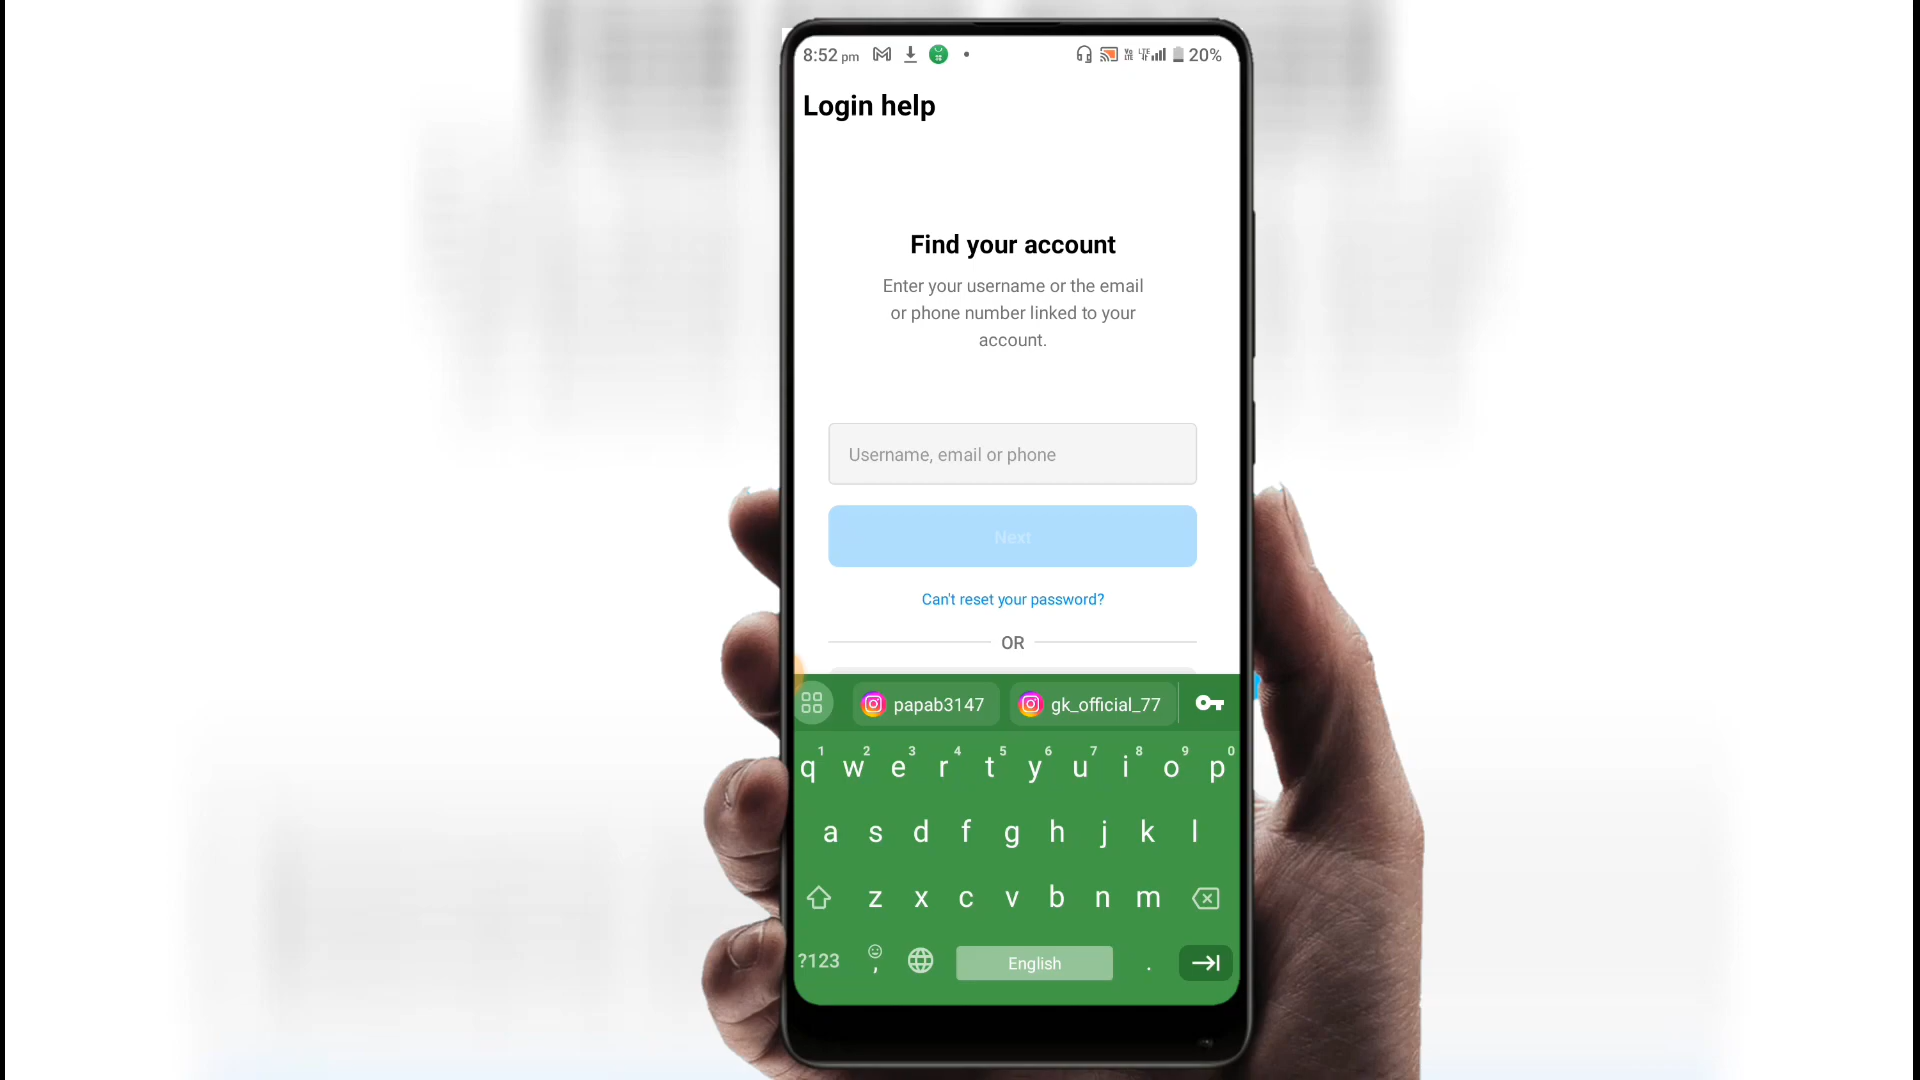 8:52 pm 20%
Login help
Find your account
Enter your username or the email
or phone number linked to your
account.
Username, email or phone
Next
Can't reset your password?
OR
papab3147 gk_official_77
1 2 3 4 5 6 7 8 9 0
q w e r t y u i o p
a s d f g h j k l
z x c v b n m
?123 , English .